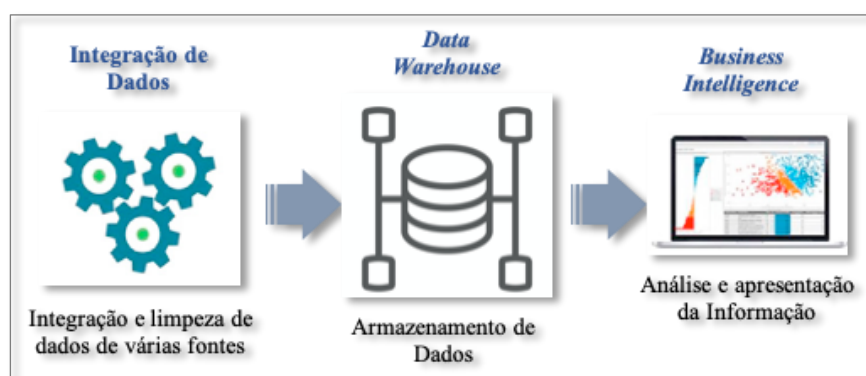 Integração de
Dados
Integração e limpeza de
dados de várias fontes
Data
Warehouse
Armazenamento de
Dados
Business
Intelligence
Análise e apresentação
da Informação